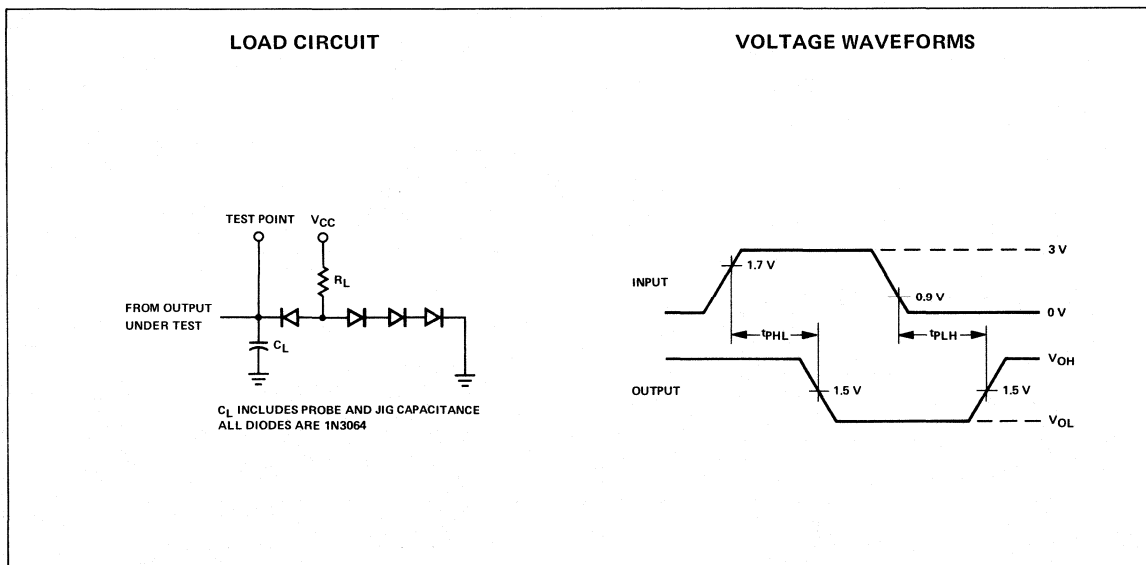 LOAD CIRCUIT
VOLTAGE WAVEFORMS
TEST POINT
VCC
RL
FROM OUTPUT
UNDER TEST
CL
CL INCLUDES PROBE AND JIG CAPACITANCE
ALL DIODES ARE 1N3064
3 V
1.7 V
INPUT
0.9 V
0 V
tPHL
tPLH
VOH
OUTPUT
1.5 V
1.5 V
VOL